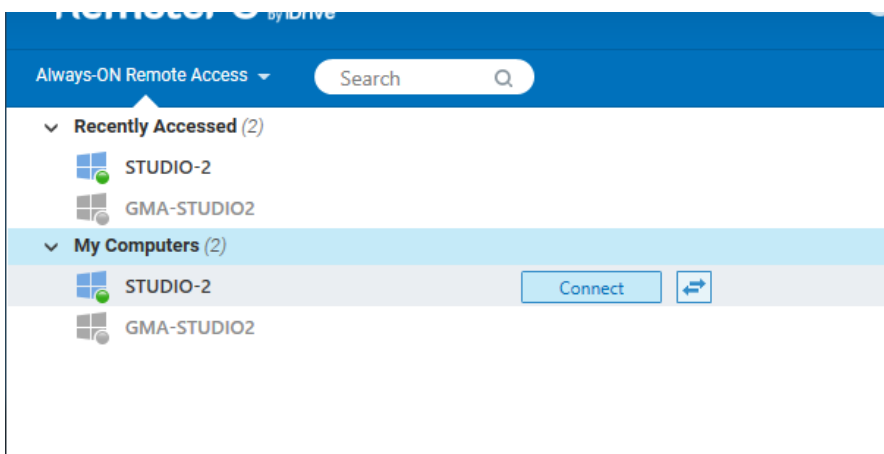 RemotePC by IDrive
Always-ON Remote Access
Search
Recently Accessed (2)
STUDIO-2
GMA-STUDIO2
My Computers (2)
STUDIO-2
Connect
GMA-STUDIO2